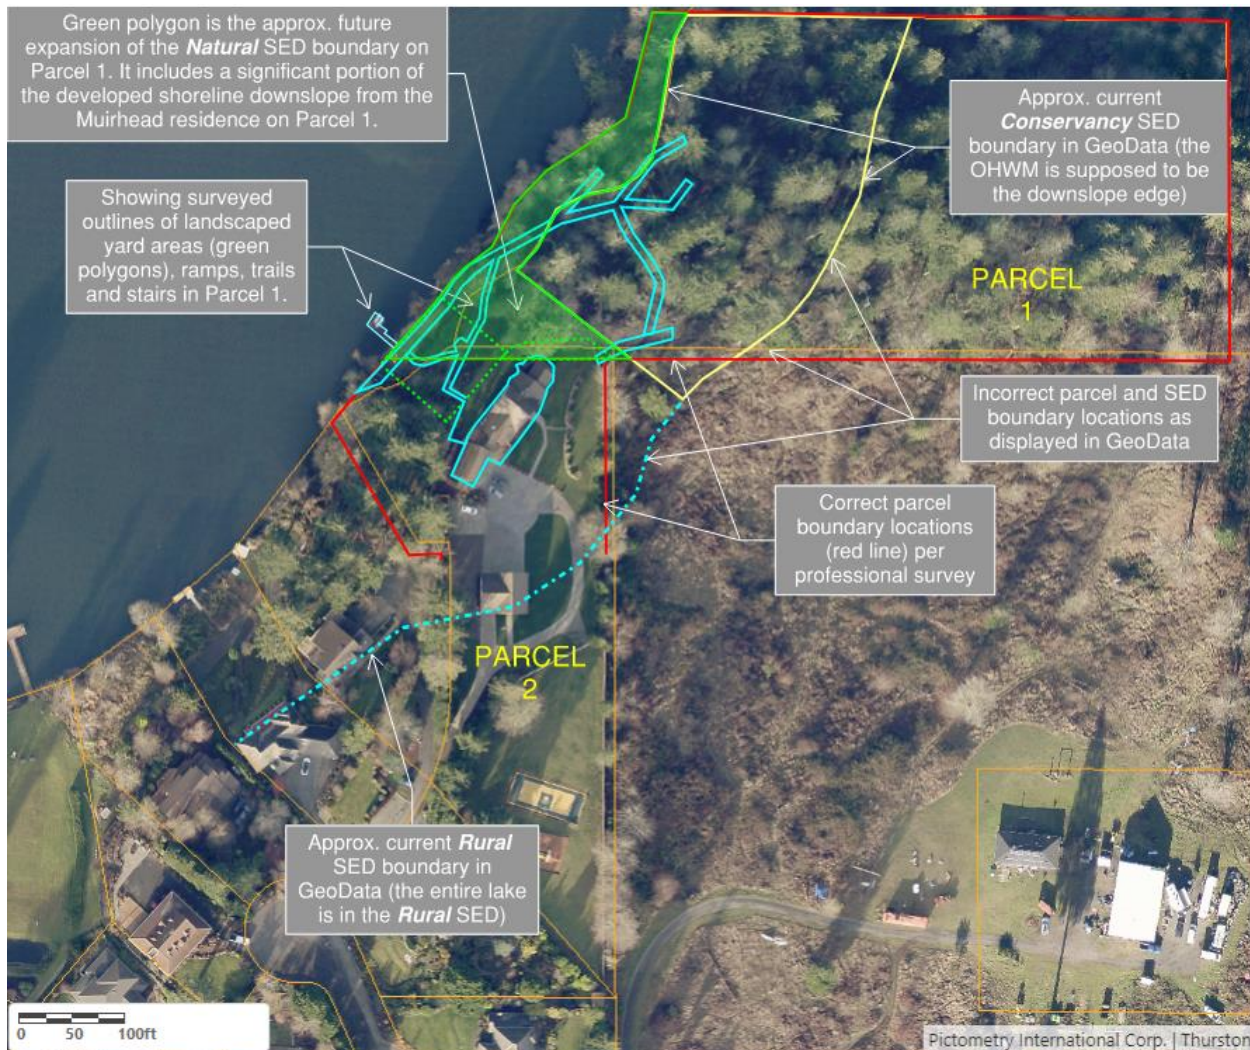 Green polygon is the approx. future
expansion of the Natural SED boundary on
Parcel 1. It includes a significant portion of
the developed shoreline downslope from the
Muirhead residence on Parcel 1.
Approx. current
Conservancy SED
boundary in GeoData (the
OHWM is supposed to be
the downslope edge)
Showing surveyed
outlines of landscaped
yard areas (green
polygons), ramps, trails
and stairs in Parcel 1.
PARCEL
1
Incorrect parcel and SED
boundary locations as
displayed in GeoData
Correct parcel
boundary locations
(red line) per
professional survey
PARCEL
2
Approx. current Rural
SED boundary in
GeoData (the entire lake
is in the Rural SED)
0 50 100ft
Pictometry International Corp. | Thurston